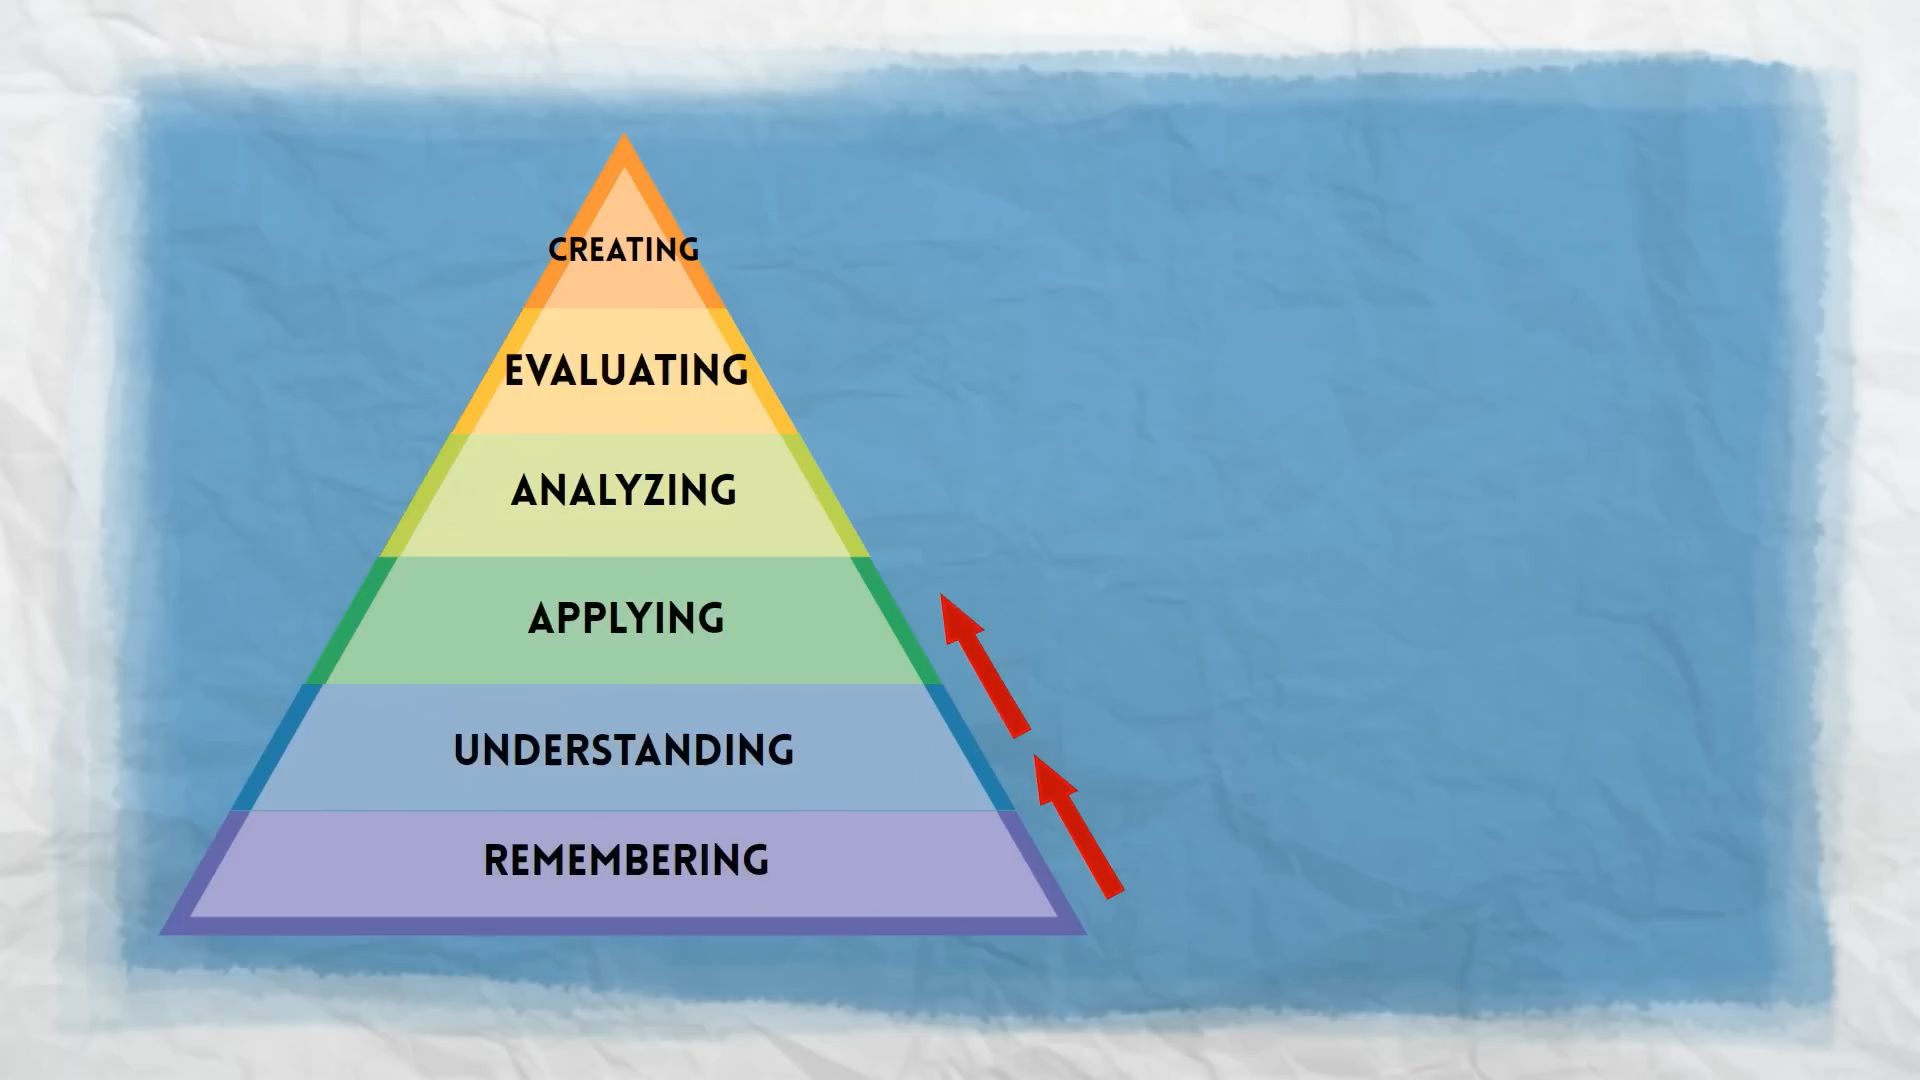 CREATING
EVALUATING
ANALYZING
APPLYING
UNDERSTANDING
REMEMBERING